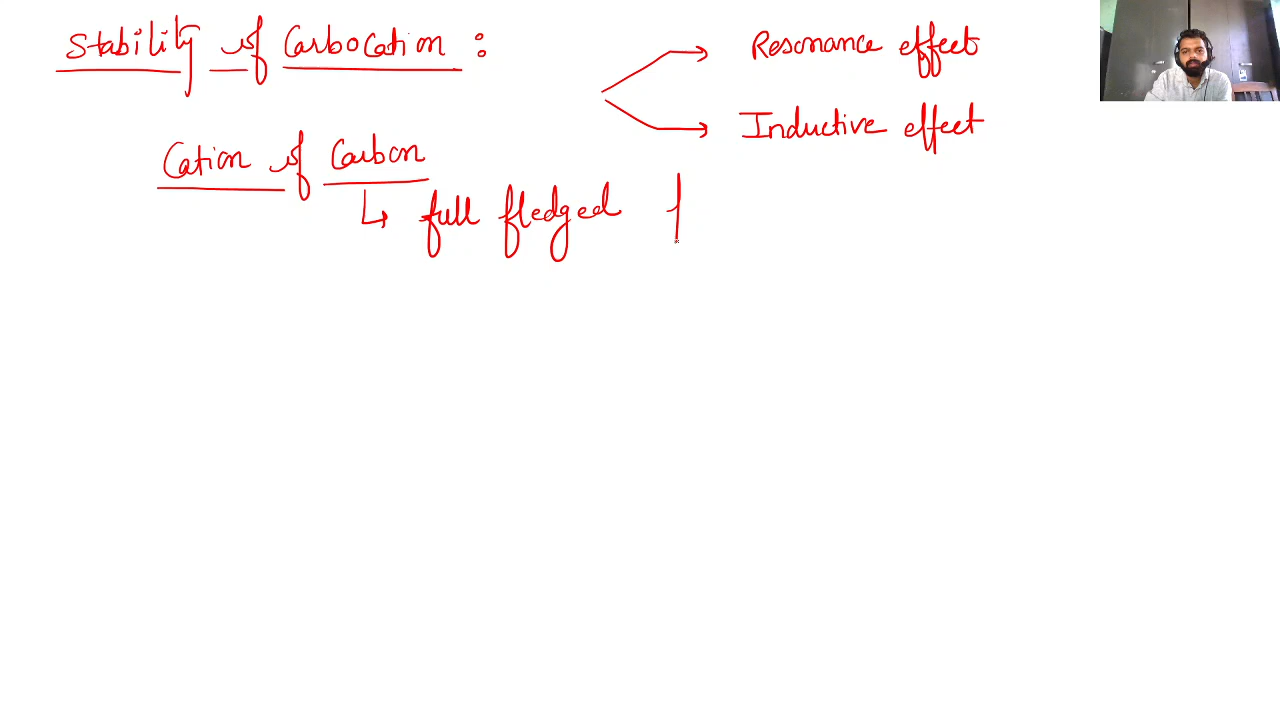 Stability of Carbocation :
Resonance effect
Inductive effect
Cation of Carbon
↳ full fledged